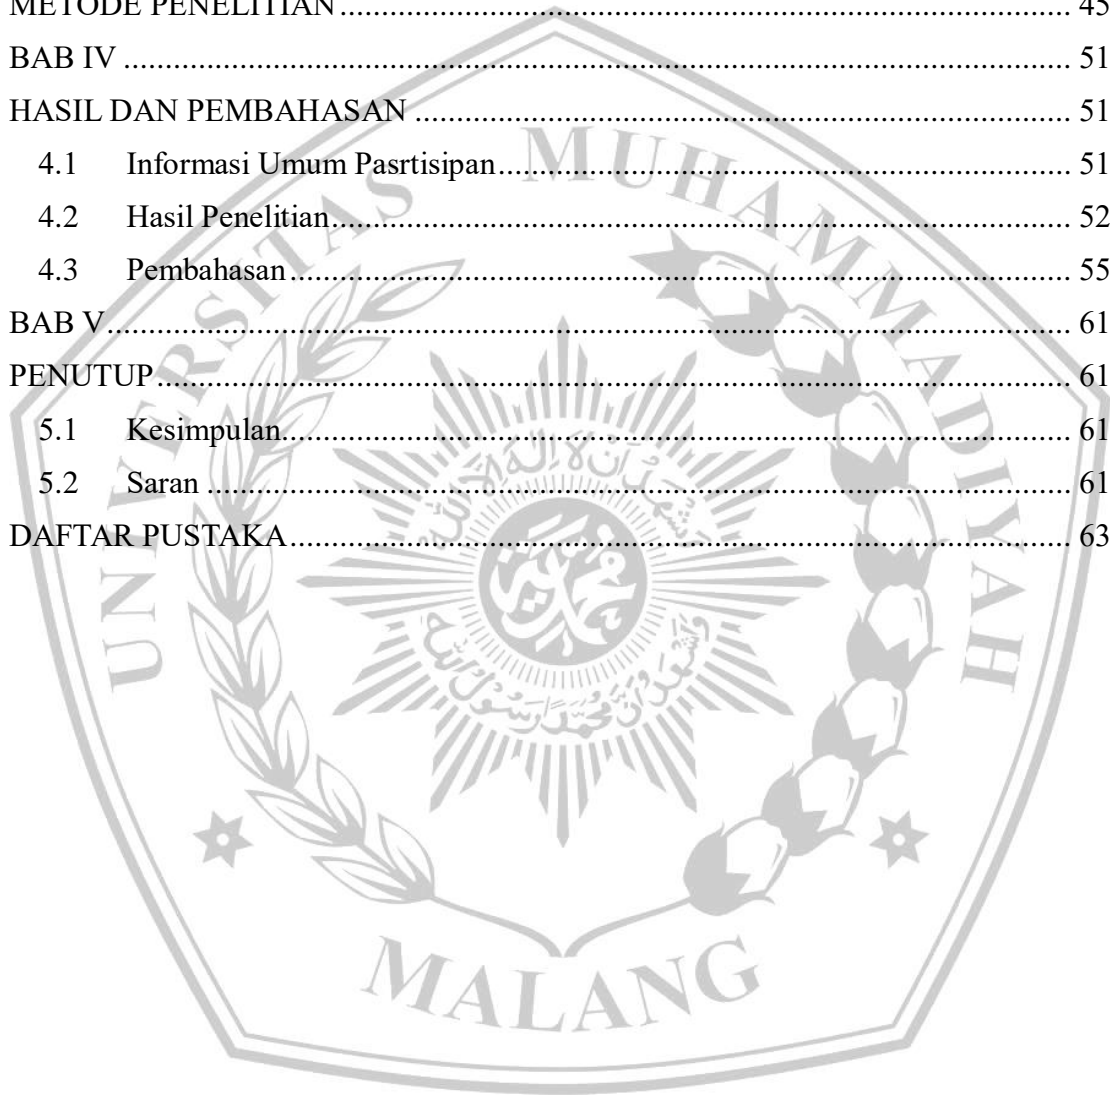 METODE PENELITIAN ........ 45
BAB IV ........ 51
HASIL DAN PEMBAHASAN ........ 51
4.1 Informasi Umum Pasrtisipan ........ 51
4.2 Hasil Penelitian ........ 52
4.3 Pembahasan ........ 55
BAB V ........ 61
PENUTUP ........ 61
5.1 Kesimpulan ........ 61
5.2 Saran ........ 61
DAFTAR PUSTAKA ........ 63
UNIVERSITAS MUHAMMADIYAH
MALANG